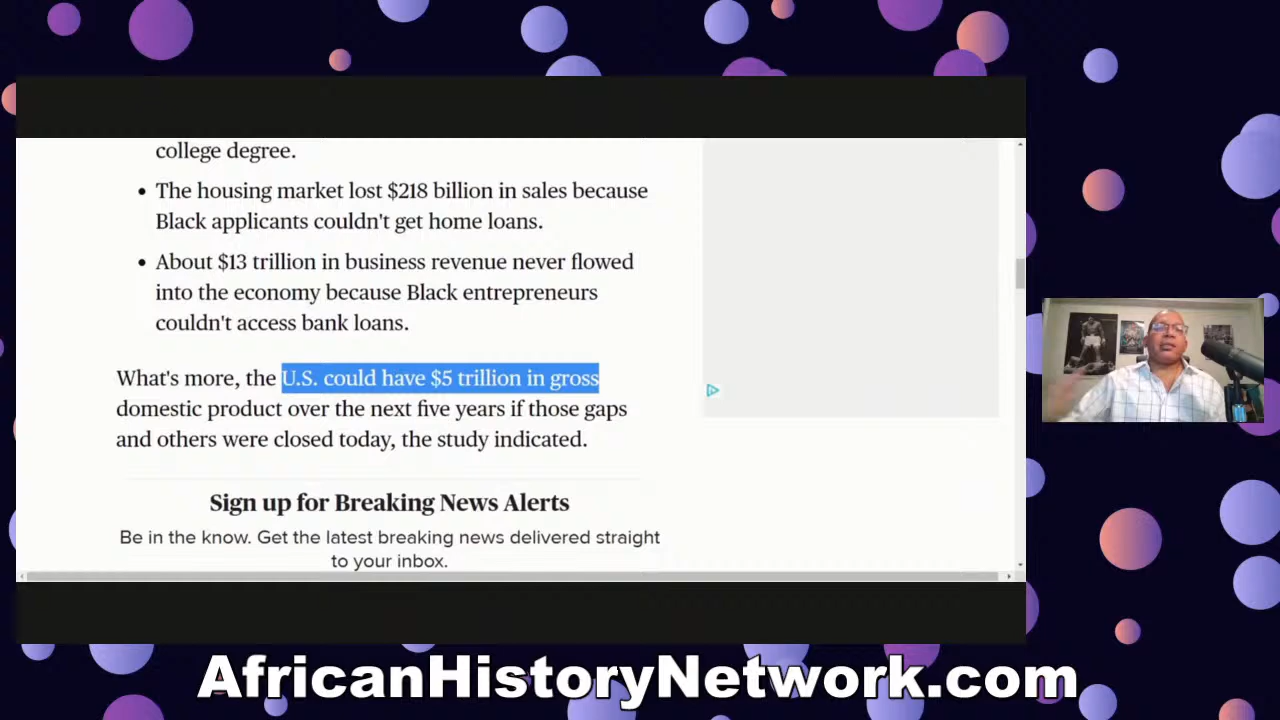 college degree.
• The housing market lost $218 billion in sales because
Black applicants couldn't get home loans.
• About $13 trillion in business revenue never flowed
into the economy because Black entrepreneurs
couldn't access bank loans.
What's more, the U.S. could have $5 trillion in gross
domestic product over the next five years if those gaps
and others were closed today, the study indicated.
Sign up for Breaking News Alerts
Be in the know. Get the latest breaking news delivered straight
to your inbox.
AfricanHistoryNetwork.com